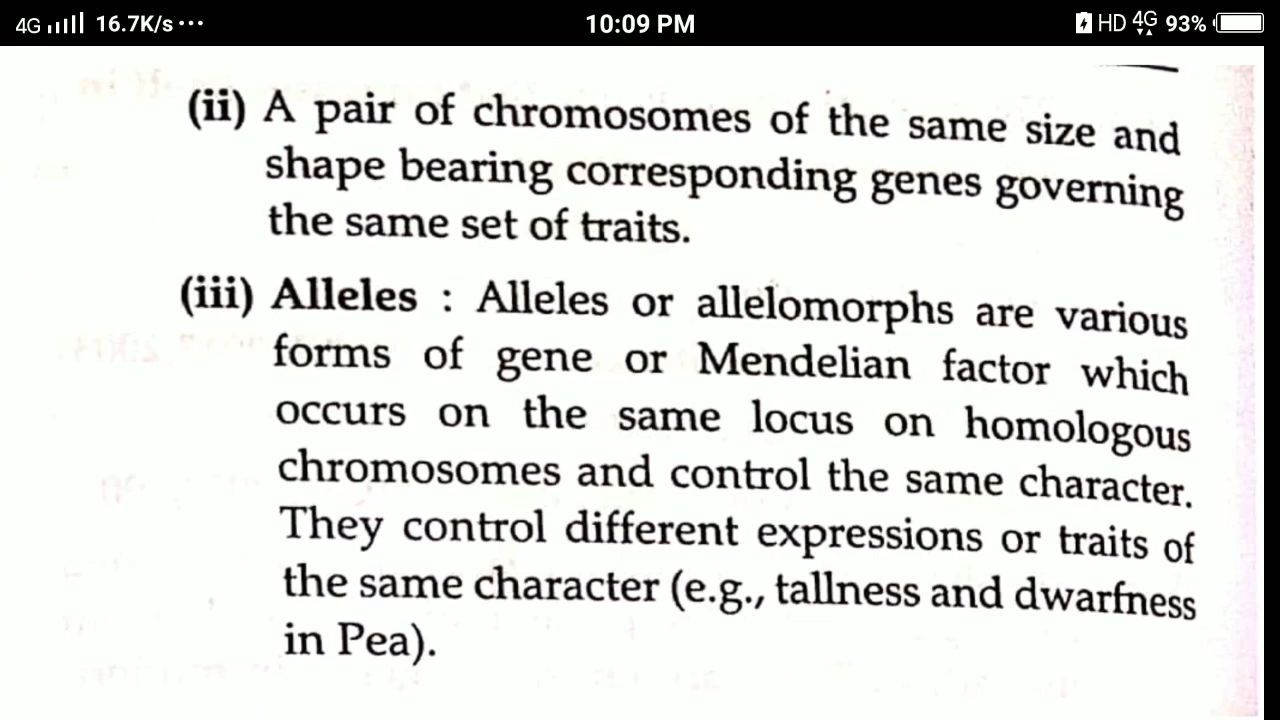 4G 16.7K/s ... 10:09 PM HD 4G 93%
(ii) A pair of chromosomes of the same size and
shape bearing corresponding genes governing
the same set of traits.
(iii) Alleles : Alleles or allelomorphs are various
forms of gene or Mendelian factor which
occurs on the same locus on homologous
chromosomes and control the same character.
They control different expressions or traits of
the same character (e.g., tallness and dwarfness
in Pea).